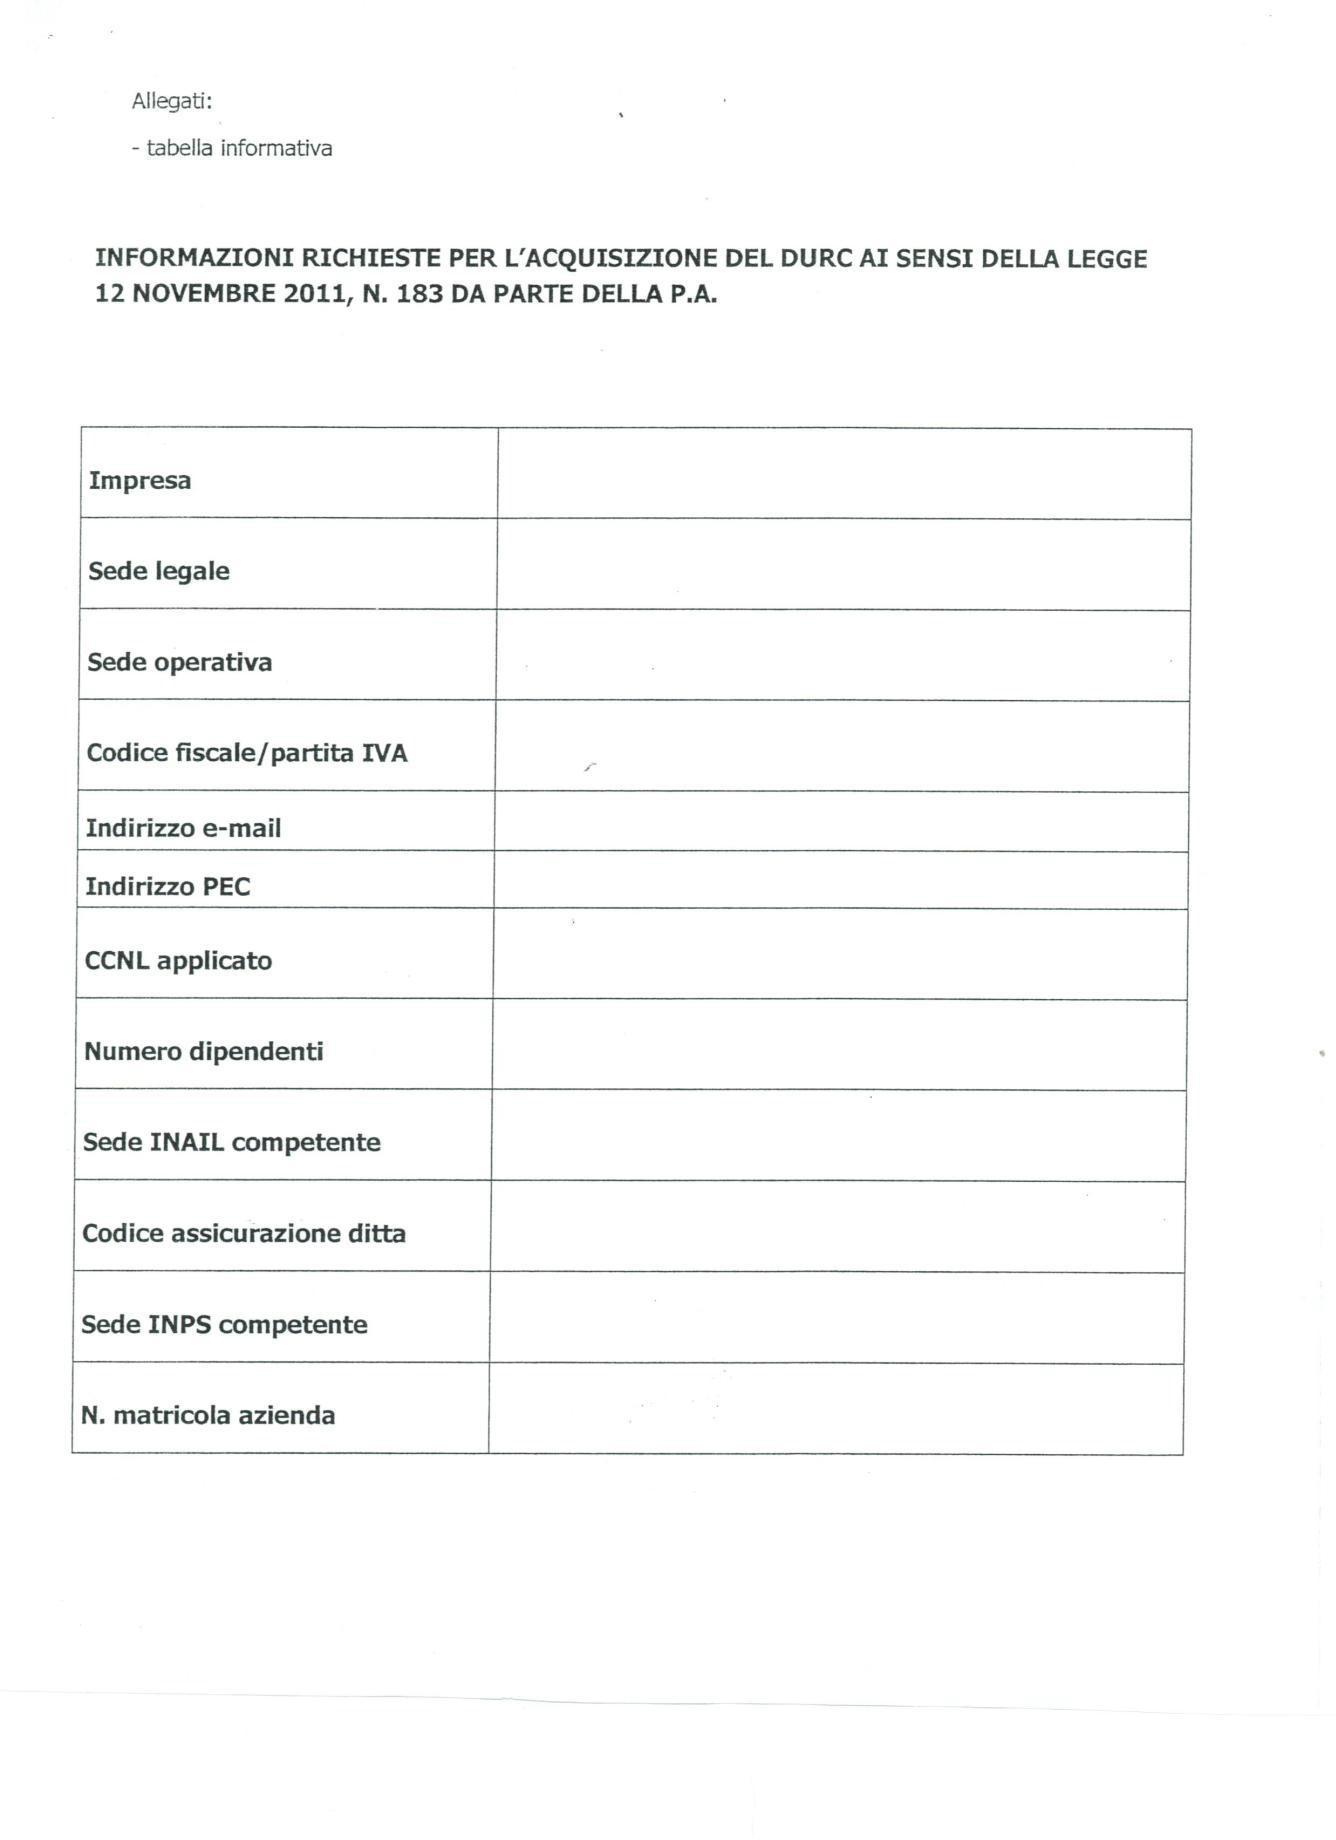 Allegati:
- tabella informativa
INFORMAZIONI RICHIESTE PER L'ACQUISIZIONE DEL DURC AI SENSI DELLA LEGGE
12 NOVEMBRE 2011, N. 183 DA PARTE DELLA P.A.
Impresa
Sede legale
Sede operativa
Codice fiscale/partita IVA
Indirizzo e-mail
Indirizzo PEC
CCNL applicato
Numero dipendenti
Sede INAIL competente
Codice assicurazione ditta
Sede INPS competente
N. matricola azienda